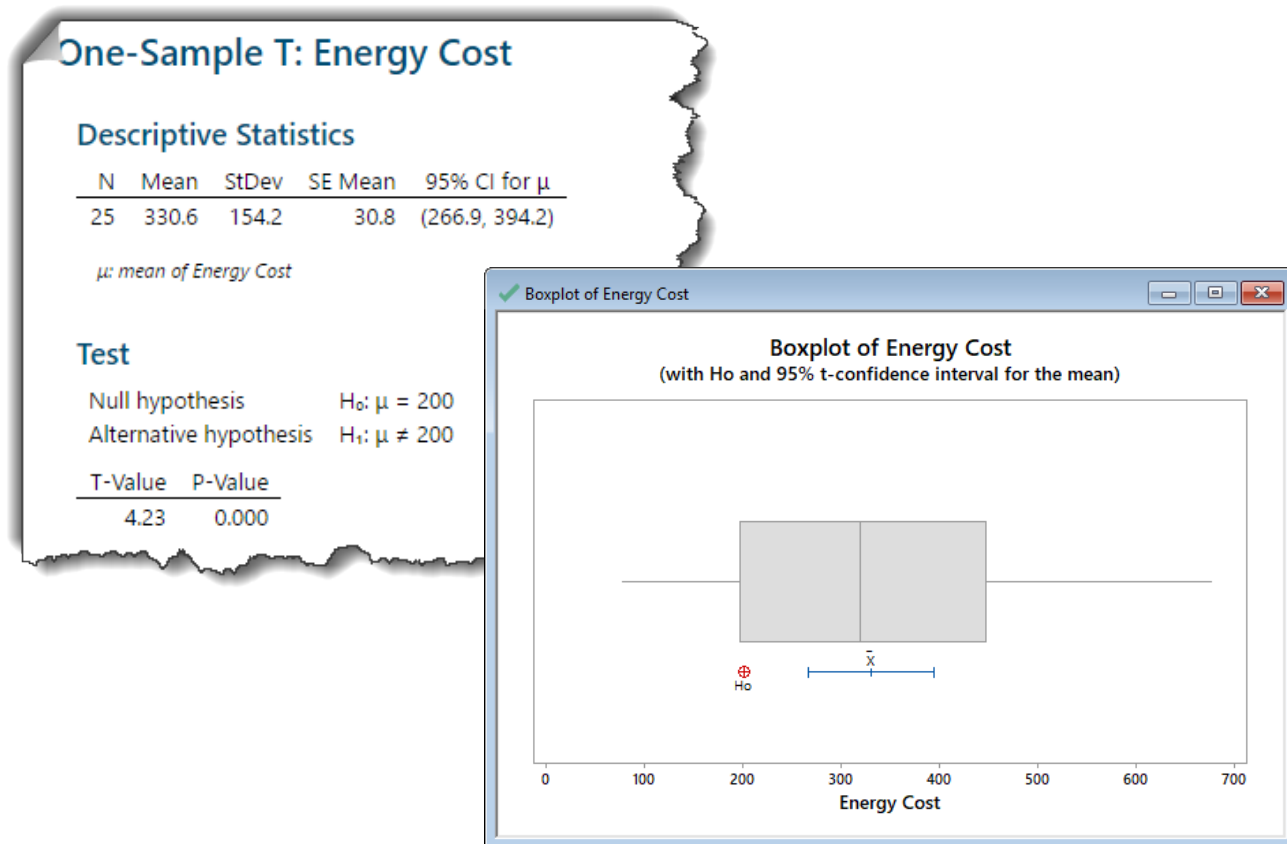 One-Sample T: Energy Cost
Descriptive Statistics
N Mean StDev SE Mean 95% CI for μ
25 330.6 154.2 30.8 (266.9, 394.2)
μ: mean of Energy Cost
Test
Null hypothesis H₀: μ = 200
Alternative hypothesis H₁: μ ≠ 200
T-Value P-Value
4.23 0.000
Boxplot of Energy Cost
Boxplot of Energy Cost
(with Ho and 95% t-confidence interval for the mean)
X̄
Ho
0 100 200 300 400 500 600 700
Energy Cost